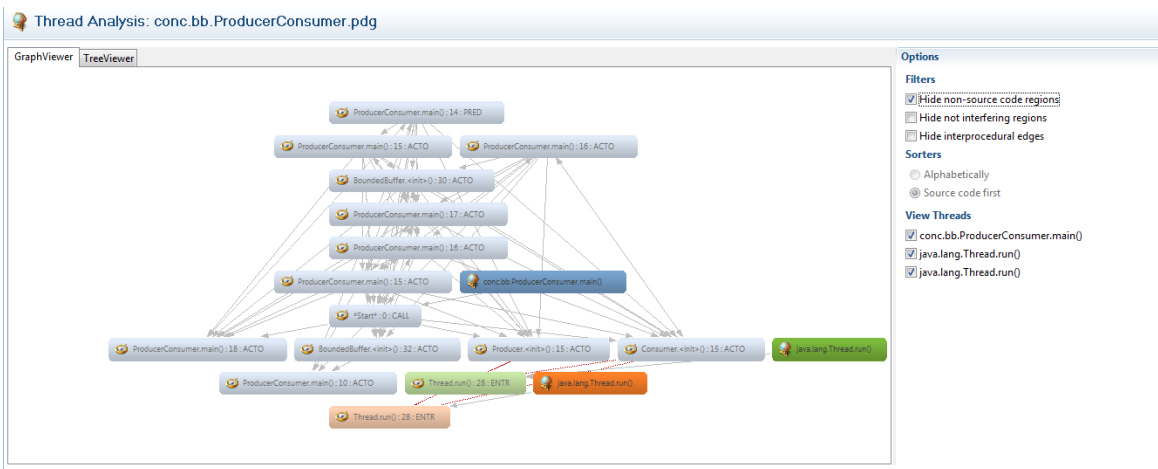 Thread Analysis: conc.bb.ProducerConsumer.pdg
GraphViewer TreeViewer
ProducerConsumer.main() : 14 : PRED
ProducerConsumer.main() : 15 : ACTO
ProducerConsumer.main() : 16 : ACTO
BoundedBuffer.<init>() : 30 : ACTO
ProducerConsumer.main() : 17 : ACTO
ProducerConsumer.main() : 16 : ACTO
ProducerConsumer.main() : 15 : ACTO
conc.bb.ProducerConsumer.main()
*Start* : 0 : CALL
ProducerConsumer.main() : 18 : ACTO
BoundedBuffer.<init>() : 32 : ACTO
Producer.<init>() : 15 : ACTO
Consumer.<init>() : 15 : ACTO
java.lang.Thread.run()
ProducerConsumer.main() : 10 : ACTO
Thread.run() : 28 : ENTR
java.lang.Thread.run()
Thread.run() : 28 : ENTR
Options
Filters
Hide non-source code regions
Hide not interfering regions
Hide interprocedural edges
Sorters
Alphabetically
Source code first
View Threads
conc.bb.ProducerConsumer.main()
java.lang.Thread.run()
java.lang.Thread.run()